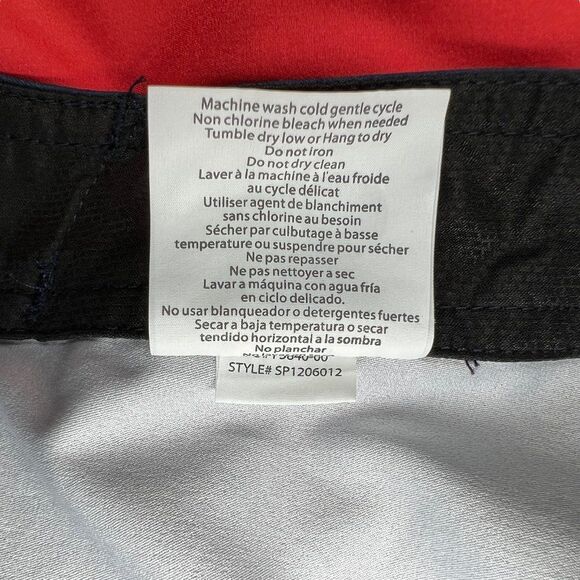 Machine wash cold gentle cycle
Non chlorine bleach when needed
Tumble dry low or Hang to dry
Do not iron
Do not dry clean
Laver à la machine à l'eau froide
au cycle délicat
Utiliser agent de blanchiment
sans chlorine au besoin
Sécher par culbutage à basse
temperature ou suspendre pour sécher
Ne pas repasser
Ne pas nettoyer a sec
Lavar a máquina con agua fría
en ciclo delicado.
No usar blanqueador o detergentes fuertes
Secar a baja temperatura o secar
tendido horizontal a la sombra
No planchar
STYLE# SP1206012